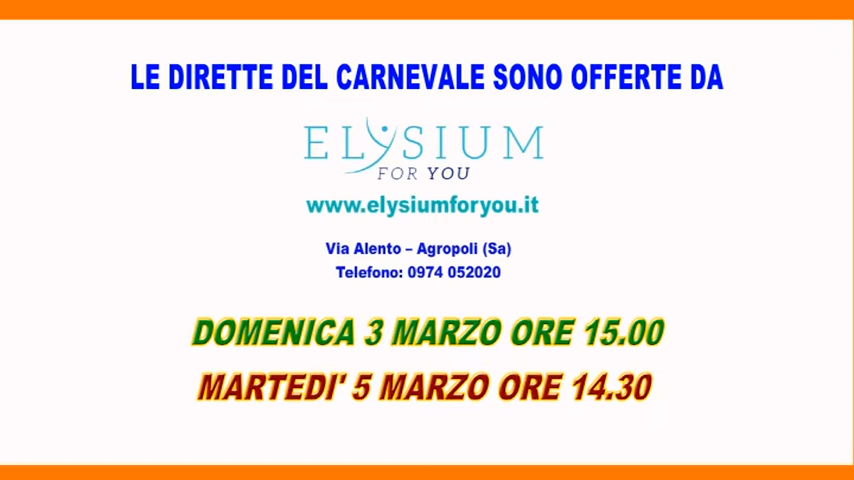 LE DIRETTE DEL CARNEVALE SONO OFFERTE DA
ELYSIUM
FOR YOU
www.elysiumforyou.it
Via Alento – Agropoli (Sa)
Telefono: 0974 052020
DOMENICA 3 MARZO ORE 15.00
MARTEDI' 5 MARZO ORE 14.30